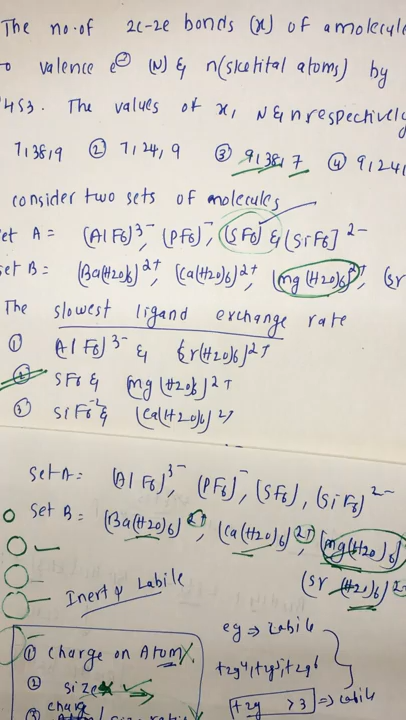 The no.of 2c-2e bonds (x) of a molecule
to valence e⊖ (N) & n(skeletal atoms) by
4S3. The values of x, N & n respectively
7,38,9 ② 7,24,9 ③ 9,38,7 ④ 9,24,
consider two sets of molecules
et A = (AlF6)3-, (PF6)-, (SF6) & (SiF6]2-
set B = (Ba(H2O)6)2+, (Ca(H2O)6)2+, (mg(H2O)6)2+, (sr
The slowest ligand exchange rate
① (AlF6)3- & {sr(H2O)6)2+
② SF6 & (mg(H2O)6)2+
③ SiF6-2 & (Ca(H2O)6)2+
set A = (AlF6)3-, (PF6)-, (SF6), (SiF6)2-
set B = (Ba(H2O)6)2+, (Ca(H2O)6)2+, (mg(H2O)6)
(sr (H2O)6)2
Inert & Labile
eg ⇒ Labile
① charge on Atom X
② size
t2g4, t2g5, t2g6
③ charge
t2g >3 ⇒ Labile